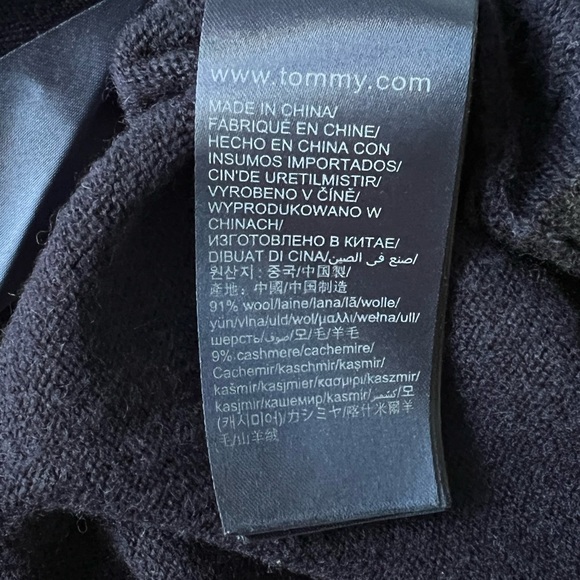 www.tommy.com
MADE IN CHINA/
FABRIQUÉ EN CHINE/
HECHO EN CHINA CON
INSUMOS IMPORTADOS/
CIN'DE URETILMISTIR/
VYROBENO V ČÍNĚ/
WYPRODUKOWANO W
CHINACH/
ИЗГОТОВЛЕНО В КИТАЕ/
DIBUAT DI CINA/صنع في الصين/
원산지 : 중국/中国製/
產地: 中國/中国制造
91% wool/laine/lana/lã/wolle/
yün/vlna/uld/wol/μαλλι/wełna/ull/
шерсть/صوف/모/毛/羊毛
9% cashmere/cachemire/
Cachemir/kaschmir/kaşmir/
kašmír/kasjmier/κασμιρι/kaszmir/
kasjmir/кашемир/kasmir/كشمير/모
(캐시미어)/カシミヤ/喀什米爾羊
毛/山羊绒